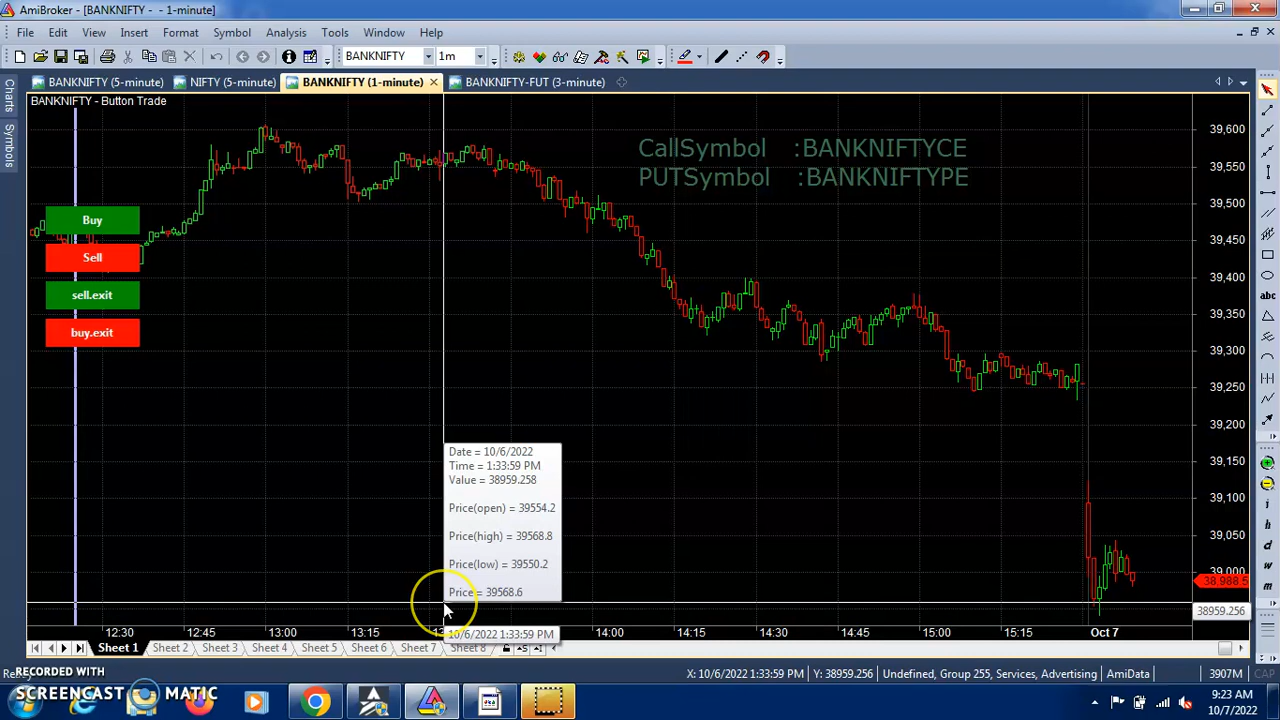 AmiBroker - [BANKNIFTY - - 1-minute]
File Edit View Insert Format Symbol Analysis Tools Window Help
BANKNIFTY 1m
BANKNIFTY (5-minute) NIFTY (5-minute) BANKNIFTY (1-minute) BANKNIFTY-FUT (3-minute)
BANKNIFTY - Button Trade
Charts
Symbols
CallSymbol :BANKNIFTYCE
PUTSymbol :BANKNIFTYPE
Buy
Sell
sell.exit
buy.exit
39,600
39,550
39,500
39,450
39,400
39,350
39,300
39,250
39,200
39,150
39,100
39,050
39,000
38,988.5
38959.256
abc
Date = 10/6/2022
Time = 1:33:59 PM
Value = 38959.258
Price(open) = 39554.2
Price(high) = 39568.8
Price(low) = 39550.2
Price = 39568.6
12:30 12:45 13:00 13:15 10/6/2022 1:33:59 PM 14:00 14:15 14:30 14:45 15:00 15:15 Oct 7
Sheet 1 Sheet 2 Sheet 3 Sheet 4 Sheet 5 Sheet 6 Sheet 7 Sheet 8
X: 10/6/2022 1:33:59 PM Y: 38959.256 Undefined, Group 255, Services, Advertising AmiData 3907M CAP
RECORDED WITH
SCREENCAST MATIC
9:23 AM
10/7/2022